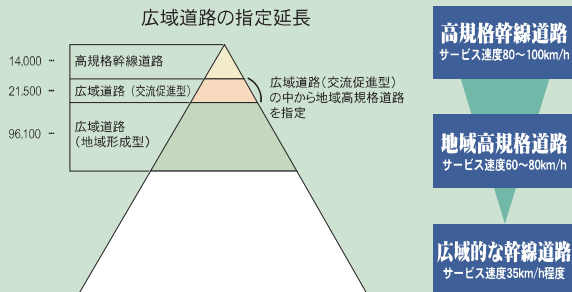 広域道路の指定延長
14,000
高規格幹線道路
21,500
広域道路（交流促進型）
96,100
広域道路
（地域形成型）
広域道路（交流促進型）
の中から地域高規格道路
を指定
高規格幹線道路
サービス速度80〜100km/h
地域高規格道路
サービス速度60〜80km/h
広域的な幹線道路
サービス速度35km/h程度